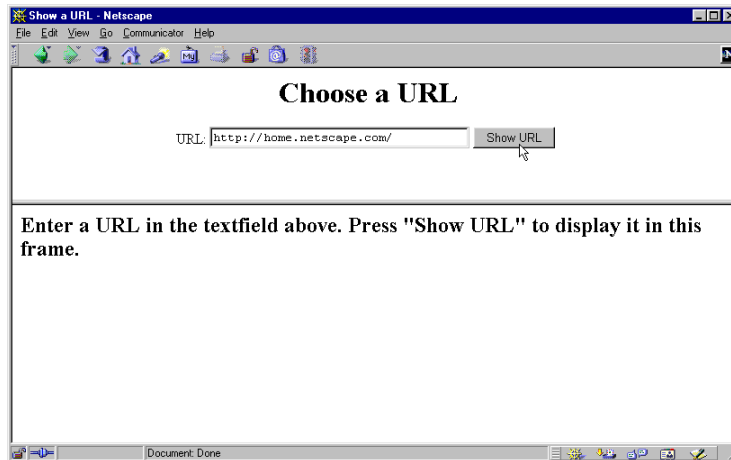 Show a URL - Netscape
File Edit View Go Communicator Help
My
N
Choose a URL
URL: http://home.netscape.com/ Show URL
Enter a URL in the textfield above. Press "Show URL" to display it in this
frame.
Document: Done